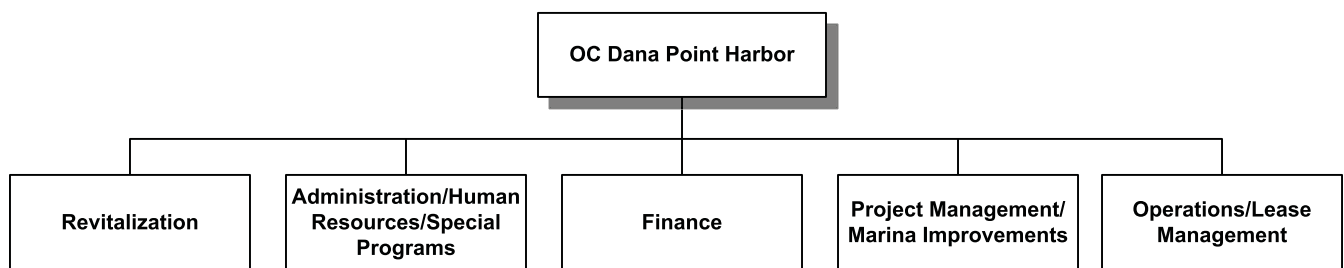 OC Dana Point Harbor
Revitalization
Administration/Human
Resources/Special
Programs
Finance
Project Management/
Marina Improvements
Operations/Lease
Management